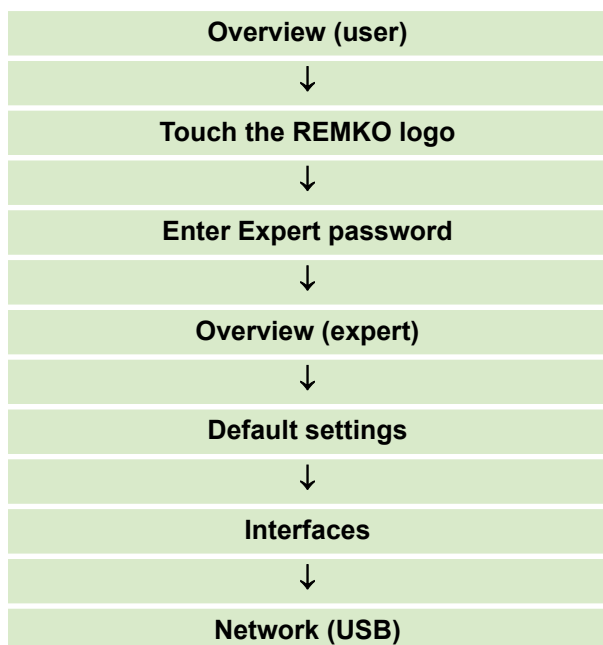 Overview (user)
↓
Touch the REMKO logo
↓
Enter Expert password
↓
Overview (expert)
↓
Default settings
↓
Interfaces
↓
Network (USB)